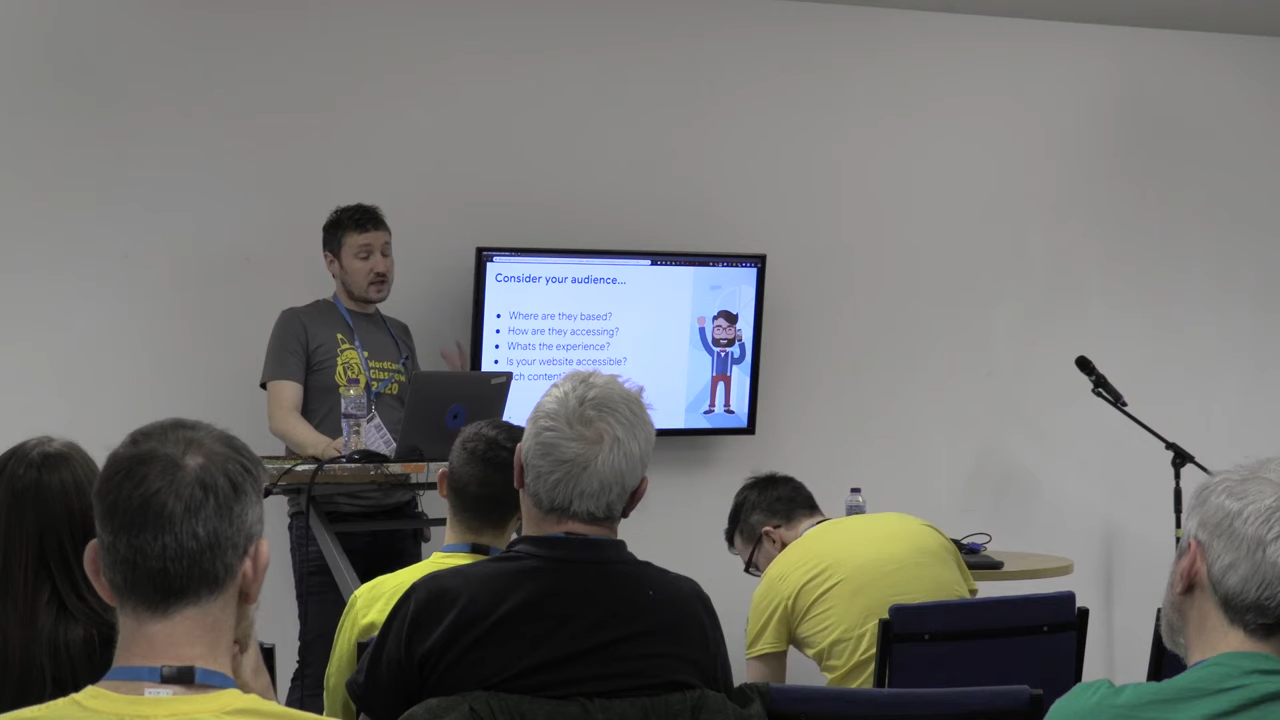 Consider your audience...
● Where are they based?
● How are they accessing?
● Whats the experience?
● Is your website accessible?
content
WordCamp
Glasgow
2020